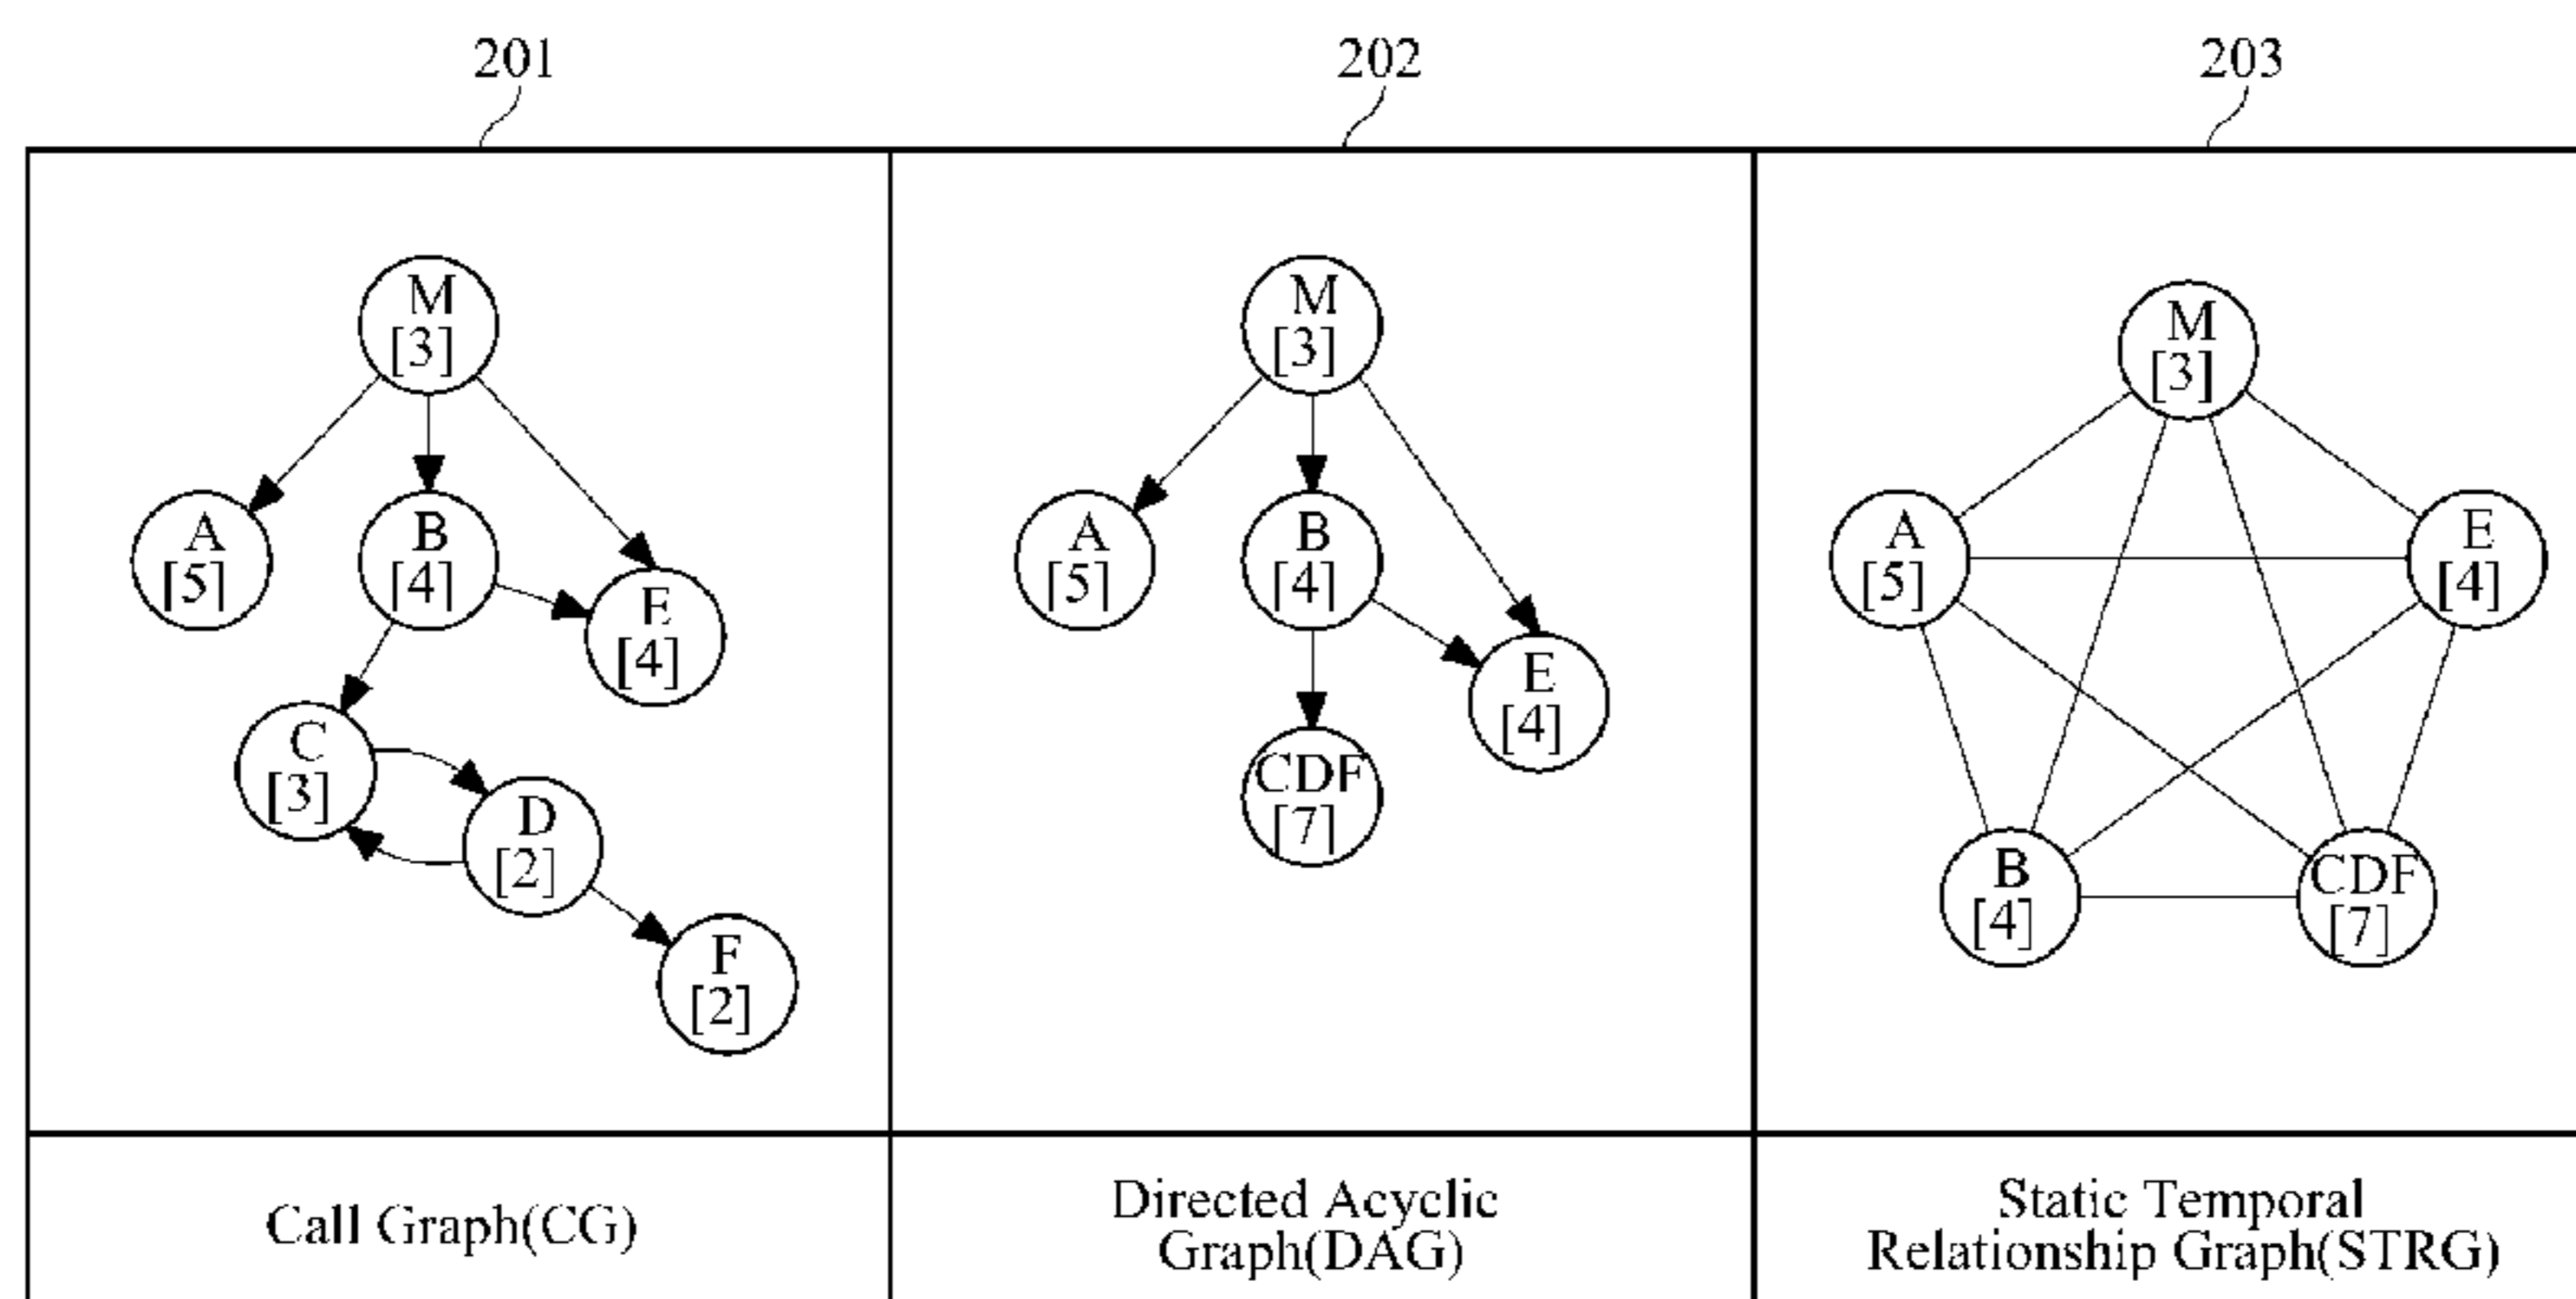 201
202
203
M
[3]
A
[5]
B
[4]
E
[4]
C
[3]
D
[2]
F
[2]
M
[3]
A
[5]
B
[4]
E
[4]
CDF
[7]
M
[3]
A
[5]
E
[4]
B
[4]
CDF
[7]
Call Graph(CG)
Directed Acyclic
Graph(DAG)
Static Temporal
Relationship Graph(STRG)